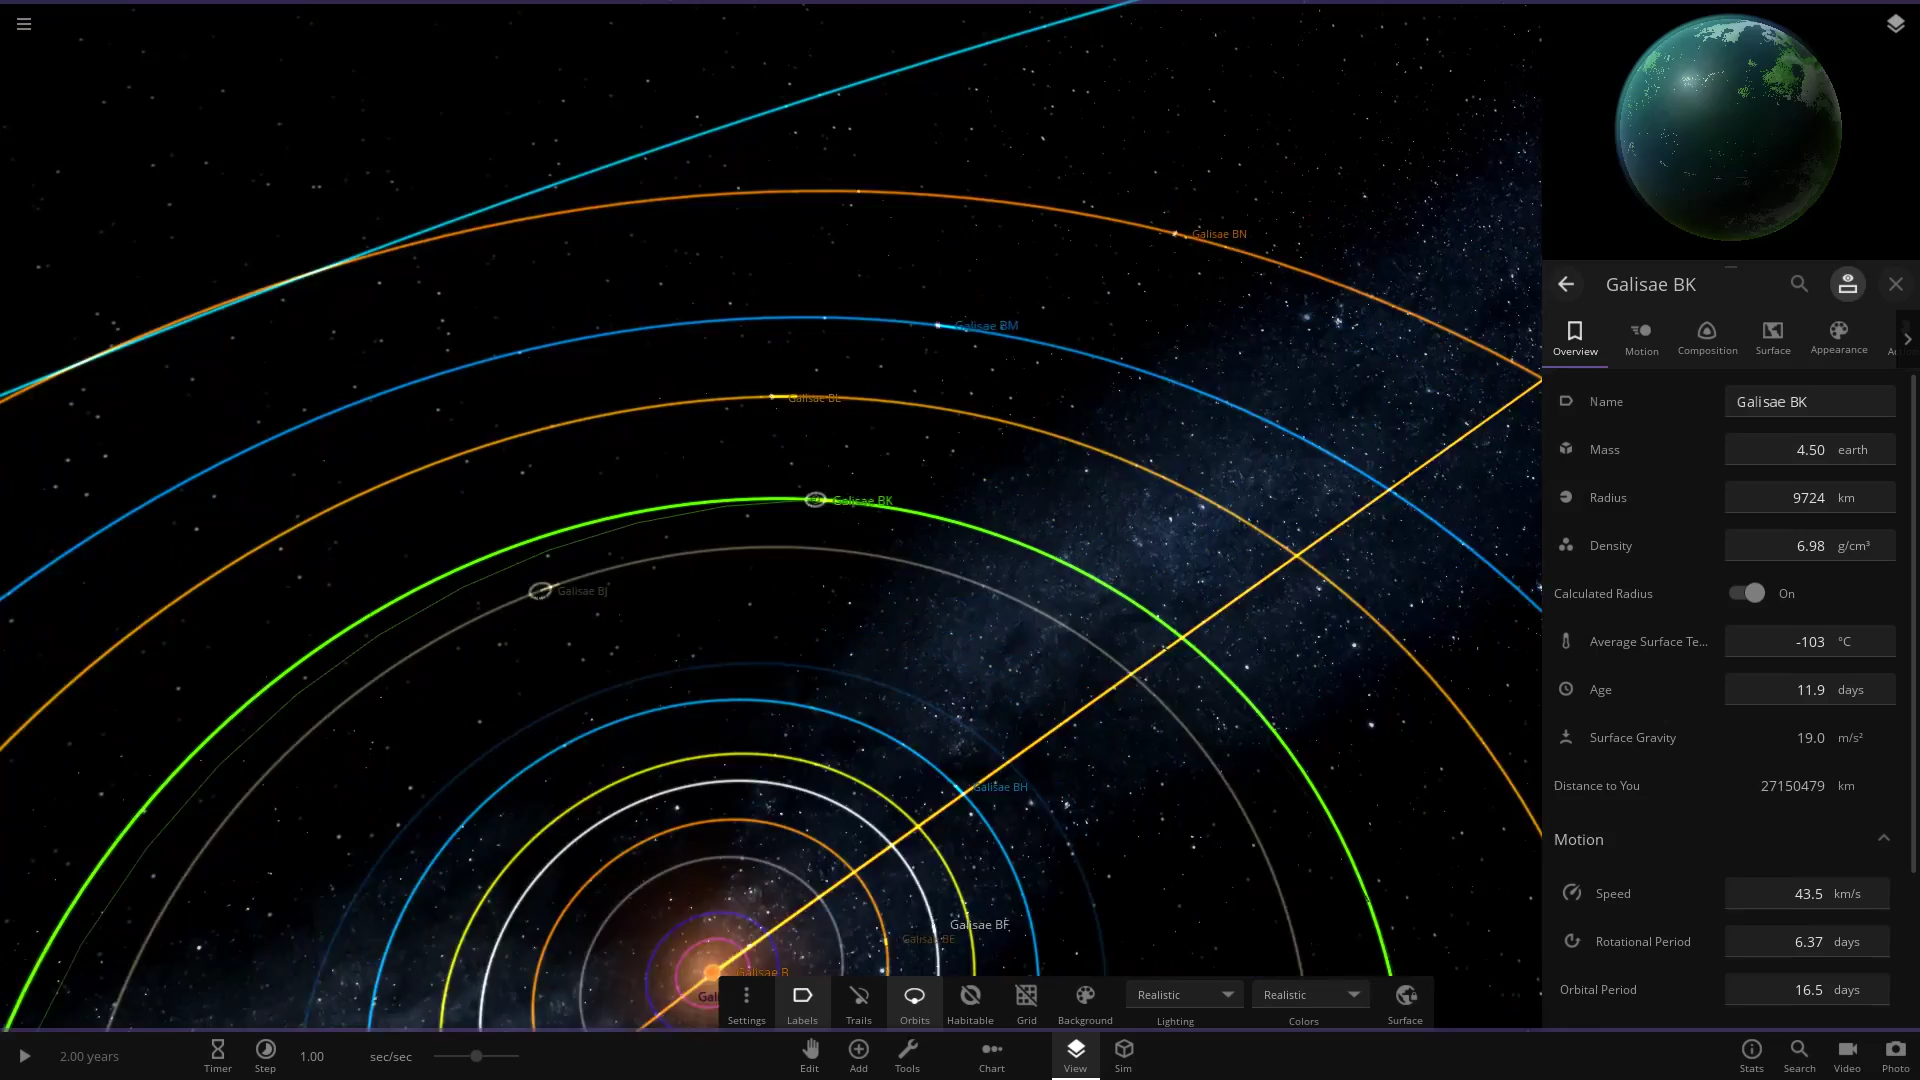 Galisae BN
Galisae BM
Galisae BL
Galisae BK
Galisae BJ
Galisae BH
Galisae BF
Galisae BE
Galisae B
Gal
Galisae BK
Overview
Motion
Composition
Surface
Appearance
Name Galisae BK
Mass 4.50 earth
Radius 9724 km
Density 6.98 g/cm³
Calculated Radius On
Average Surface Te... -103 °C
Age 11.9 days
Surface Gravity 19.0 m/s²
Distance to You 27150479 km
Motion
Speed 43.5 km/s
Rotational Period 6.37 days
Orbital Period 16.5 days
Settings
Labels
Trails
Orbits
Habitable
Grid
Background
Realistic
Lighting
Realistic
Colors
Surface
2.00 years
Timer
Step
1.00 sec/sec
Edit
Add
Tools
Chart
View
Sim
Stats
Search
Video
Photo